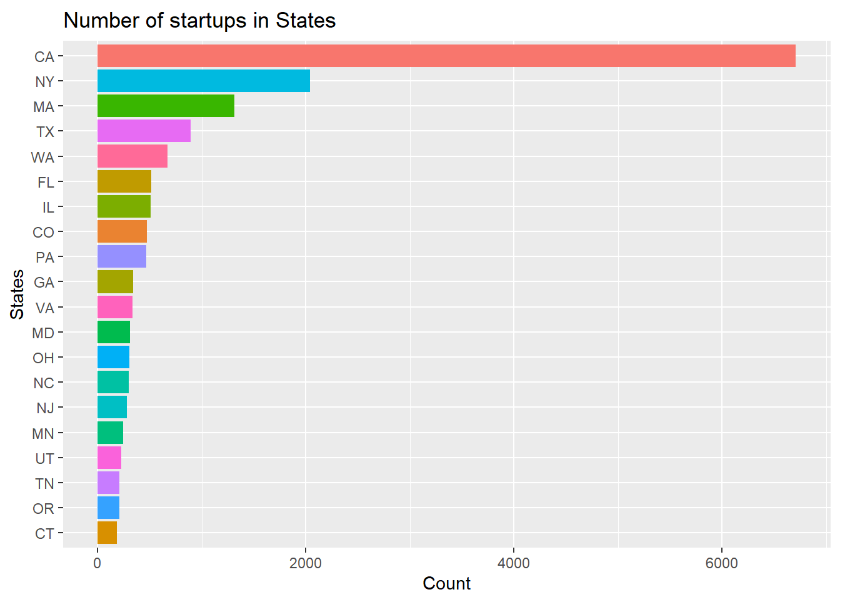 Number of startups in States
CA
NY
MA
TX
WA
FL
IL
CO
PA
GA
VA
MD
OH
NC
NJ
MN
UT
TN
OR
CT
States
0 2000 4000 6000
Count